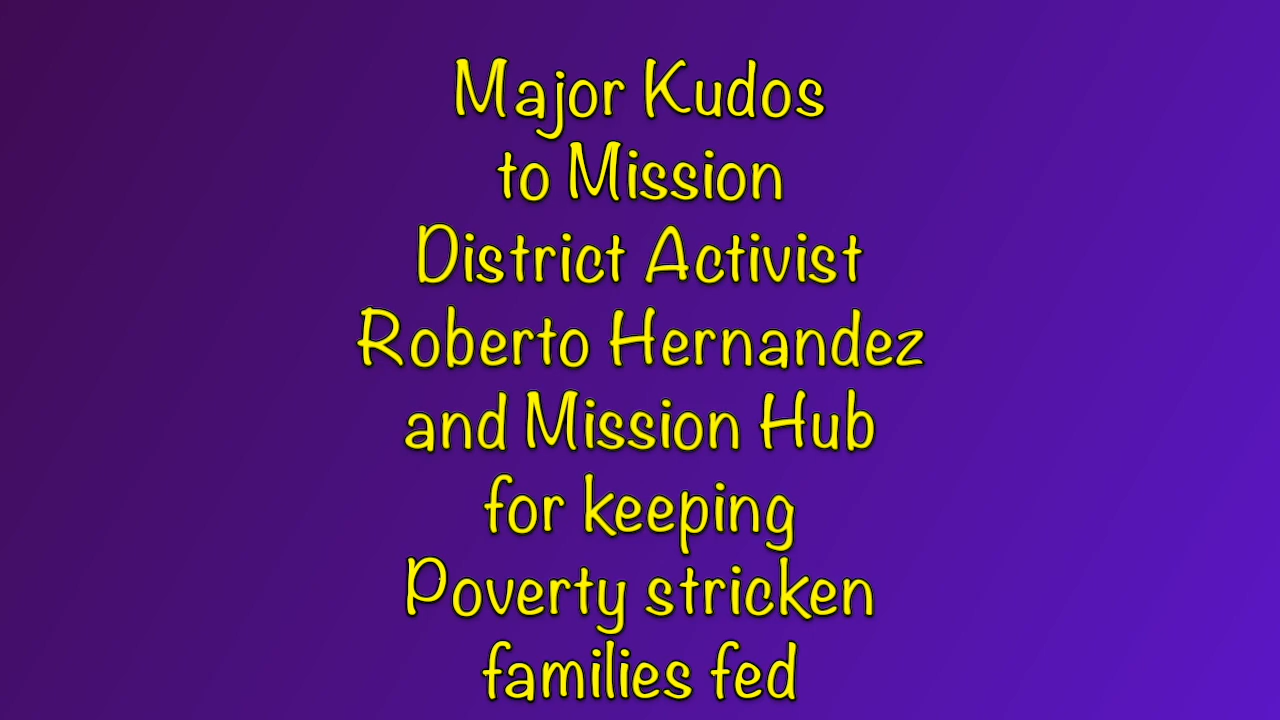 Major Kudos
to Mission
District Activist
Roberto Hernandez
and Mission Hub
for keeping
Poverty stricken
families fed